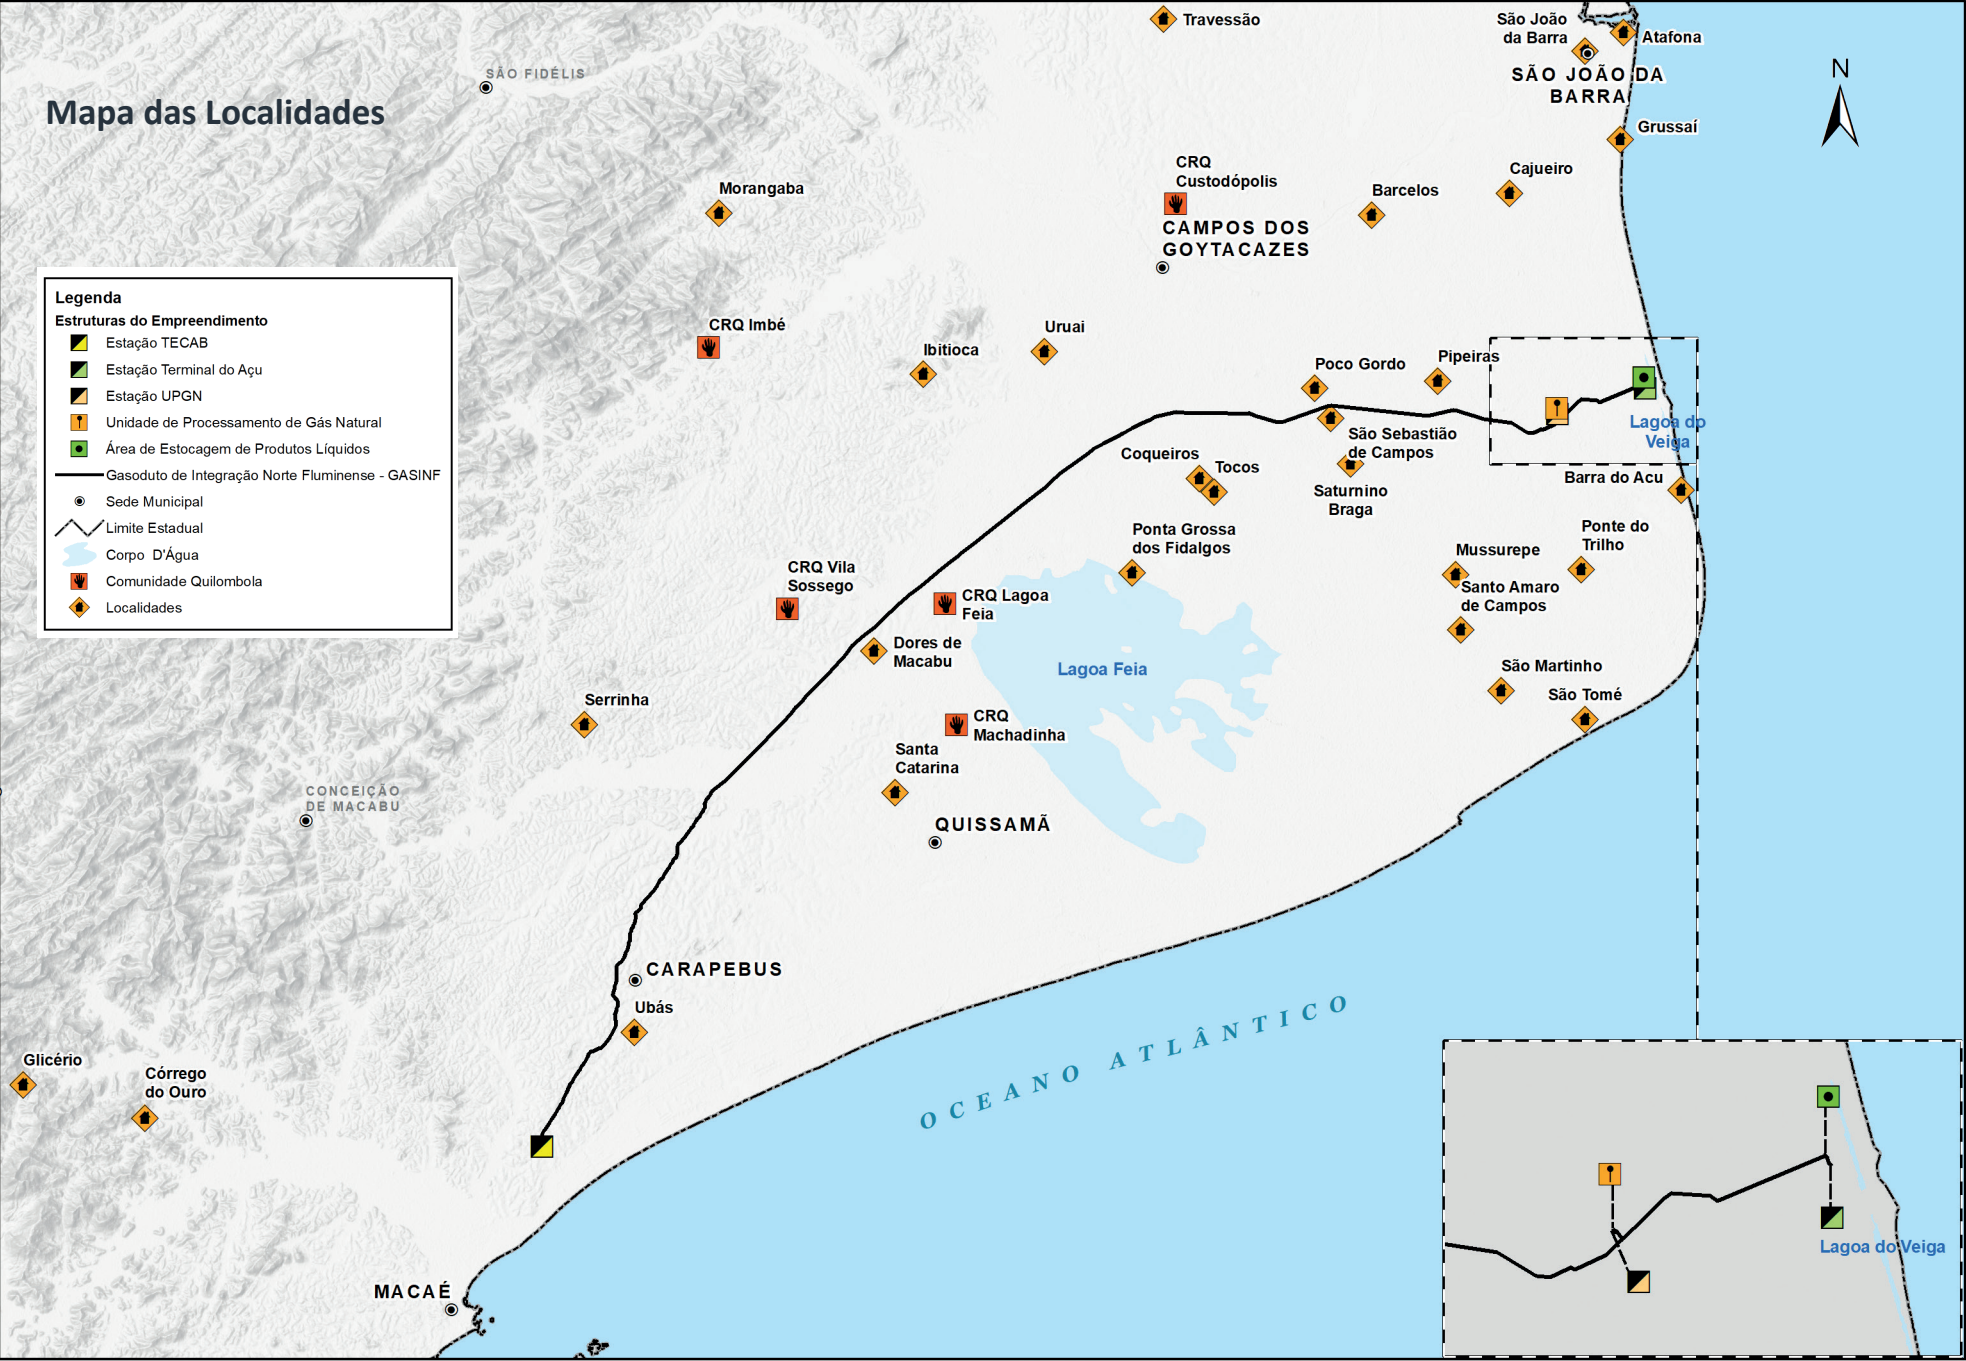 Mapa das Localidades
SÃO FIDÉLIS
Travessão
São João
da Barra
Atafona
SÃO JOÃO DA
BARRA
Grussaí
N
Cajueiro
Barcelos
CRQ
Custodópolis
CAMPOS DOS
GOYTACAZES
Morangaba
CRQ Imbé
Ibitioca
Uruai
Poco Gordo
Pipeiras
Lagoa do
Veiga
São Sebastião
de Campos
Coqueiros
Tocos
Saturnino
Braga
Barra do Acu
Ponta Grossa
dos Fidalgos
Mussurepe
Ponte do
Trilho
Santo Amaro
de Campos
CRQ Vila
Sossego
CRQ Lagoa
Feia
Dores de
Macabu
Lagoa Feia
São Martinho
São Tomé
Serrinha
CRQ
Machadinha
Santa
Catarina
CONCEIÇÃO
DE MACABU
QUISSAMÃ
CARAPEBUS
Ubás
Glicério
Córrego
do Ouro
OCEANO ATLÂNTICO
MACAÉ
Lagoa do Veiga
Legenda
Estruturas do Empreendimento
Estação TECAB
Estação Terminal do Açu
Estação UPGN
Unidade de Processamento de Gás Natural
Área de Estocagem de Produtos Líquidos
Gasoduto de Integração Norte Fluminense - GASINF
Sede Municipal
Limite Estadual
Corpo D'Água
Comunidade Quilombola
Localidades